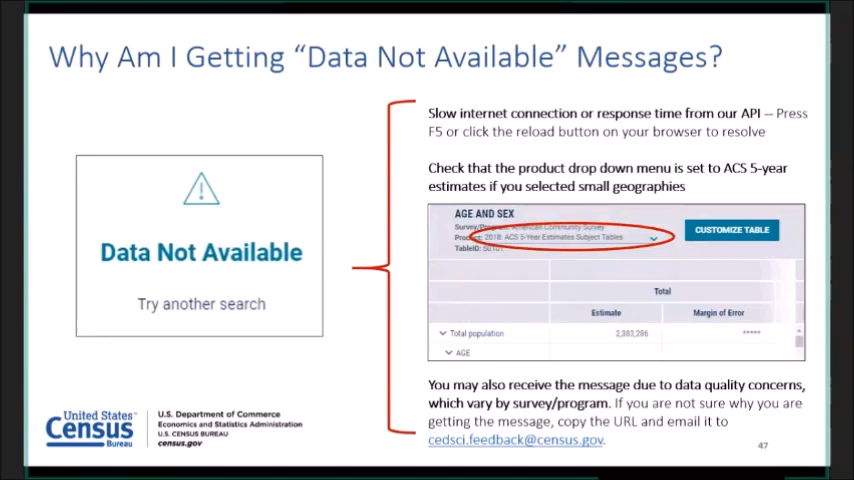 Why Am I Getting “Data Not Available” Messages?
Data Not Available
Try another search
Slow internet connection or response time from our API – Press
F5 or click the reload button on your browser to resolve
Check that the product drop down menu is set to ACS 5-year
estimates if you selected small geographies
AGE AND SEX
Survey/Program: American Community Survey
Product: 2018: ACS 5-Year Estimates Subject Tables
TableID: S0101
CUSTOMIZE TABLE
Total
Estimate
Margin of Error
Total population
2,383,286
*****
AGE
You may also receive the message due to data quality concerns,
which vary by survey/program. If you are not sure why you are
getting the message, copy the URL and email it to
cedsci.feedback@census.gov.
United States™
Census
Bureau
U.S. Department of Commerce
Economics and Statistics Administration
U.S. CENSUS BUREAU
census.gov
47